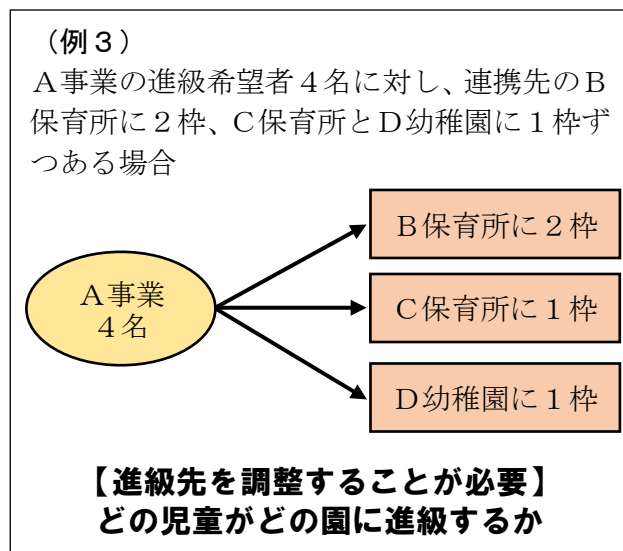 （例３）
Ａ事業の進級希望者４名に対し、連携先のＢ
保育所に２枠、Ｃ保育所とＤ幼稚園に１枠ず
つある場合
Ｂ保育所に２枠
Ａ事業
４名
Ｃ保育所に１枠
Ｄ幼稚園に１枠
【進級先を調整することが必要】
どの児童がどの園に進級するか